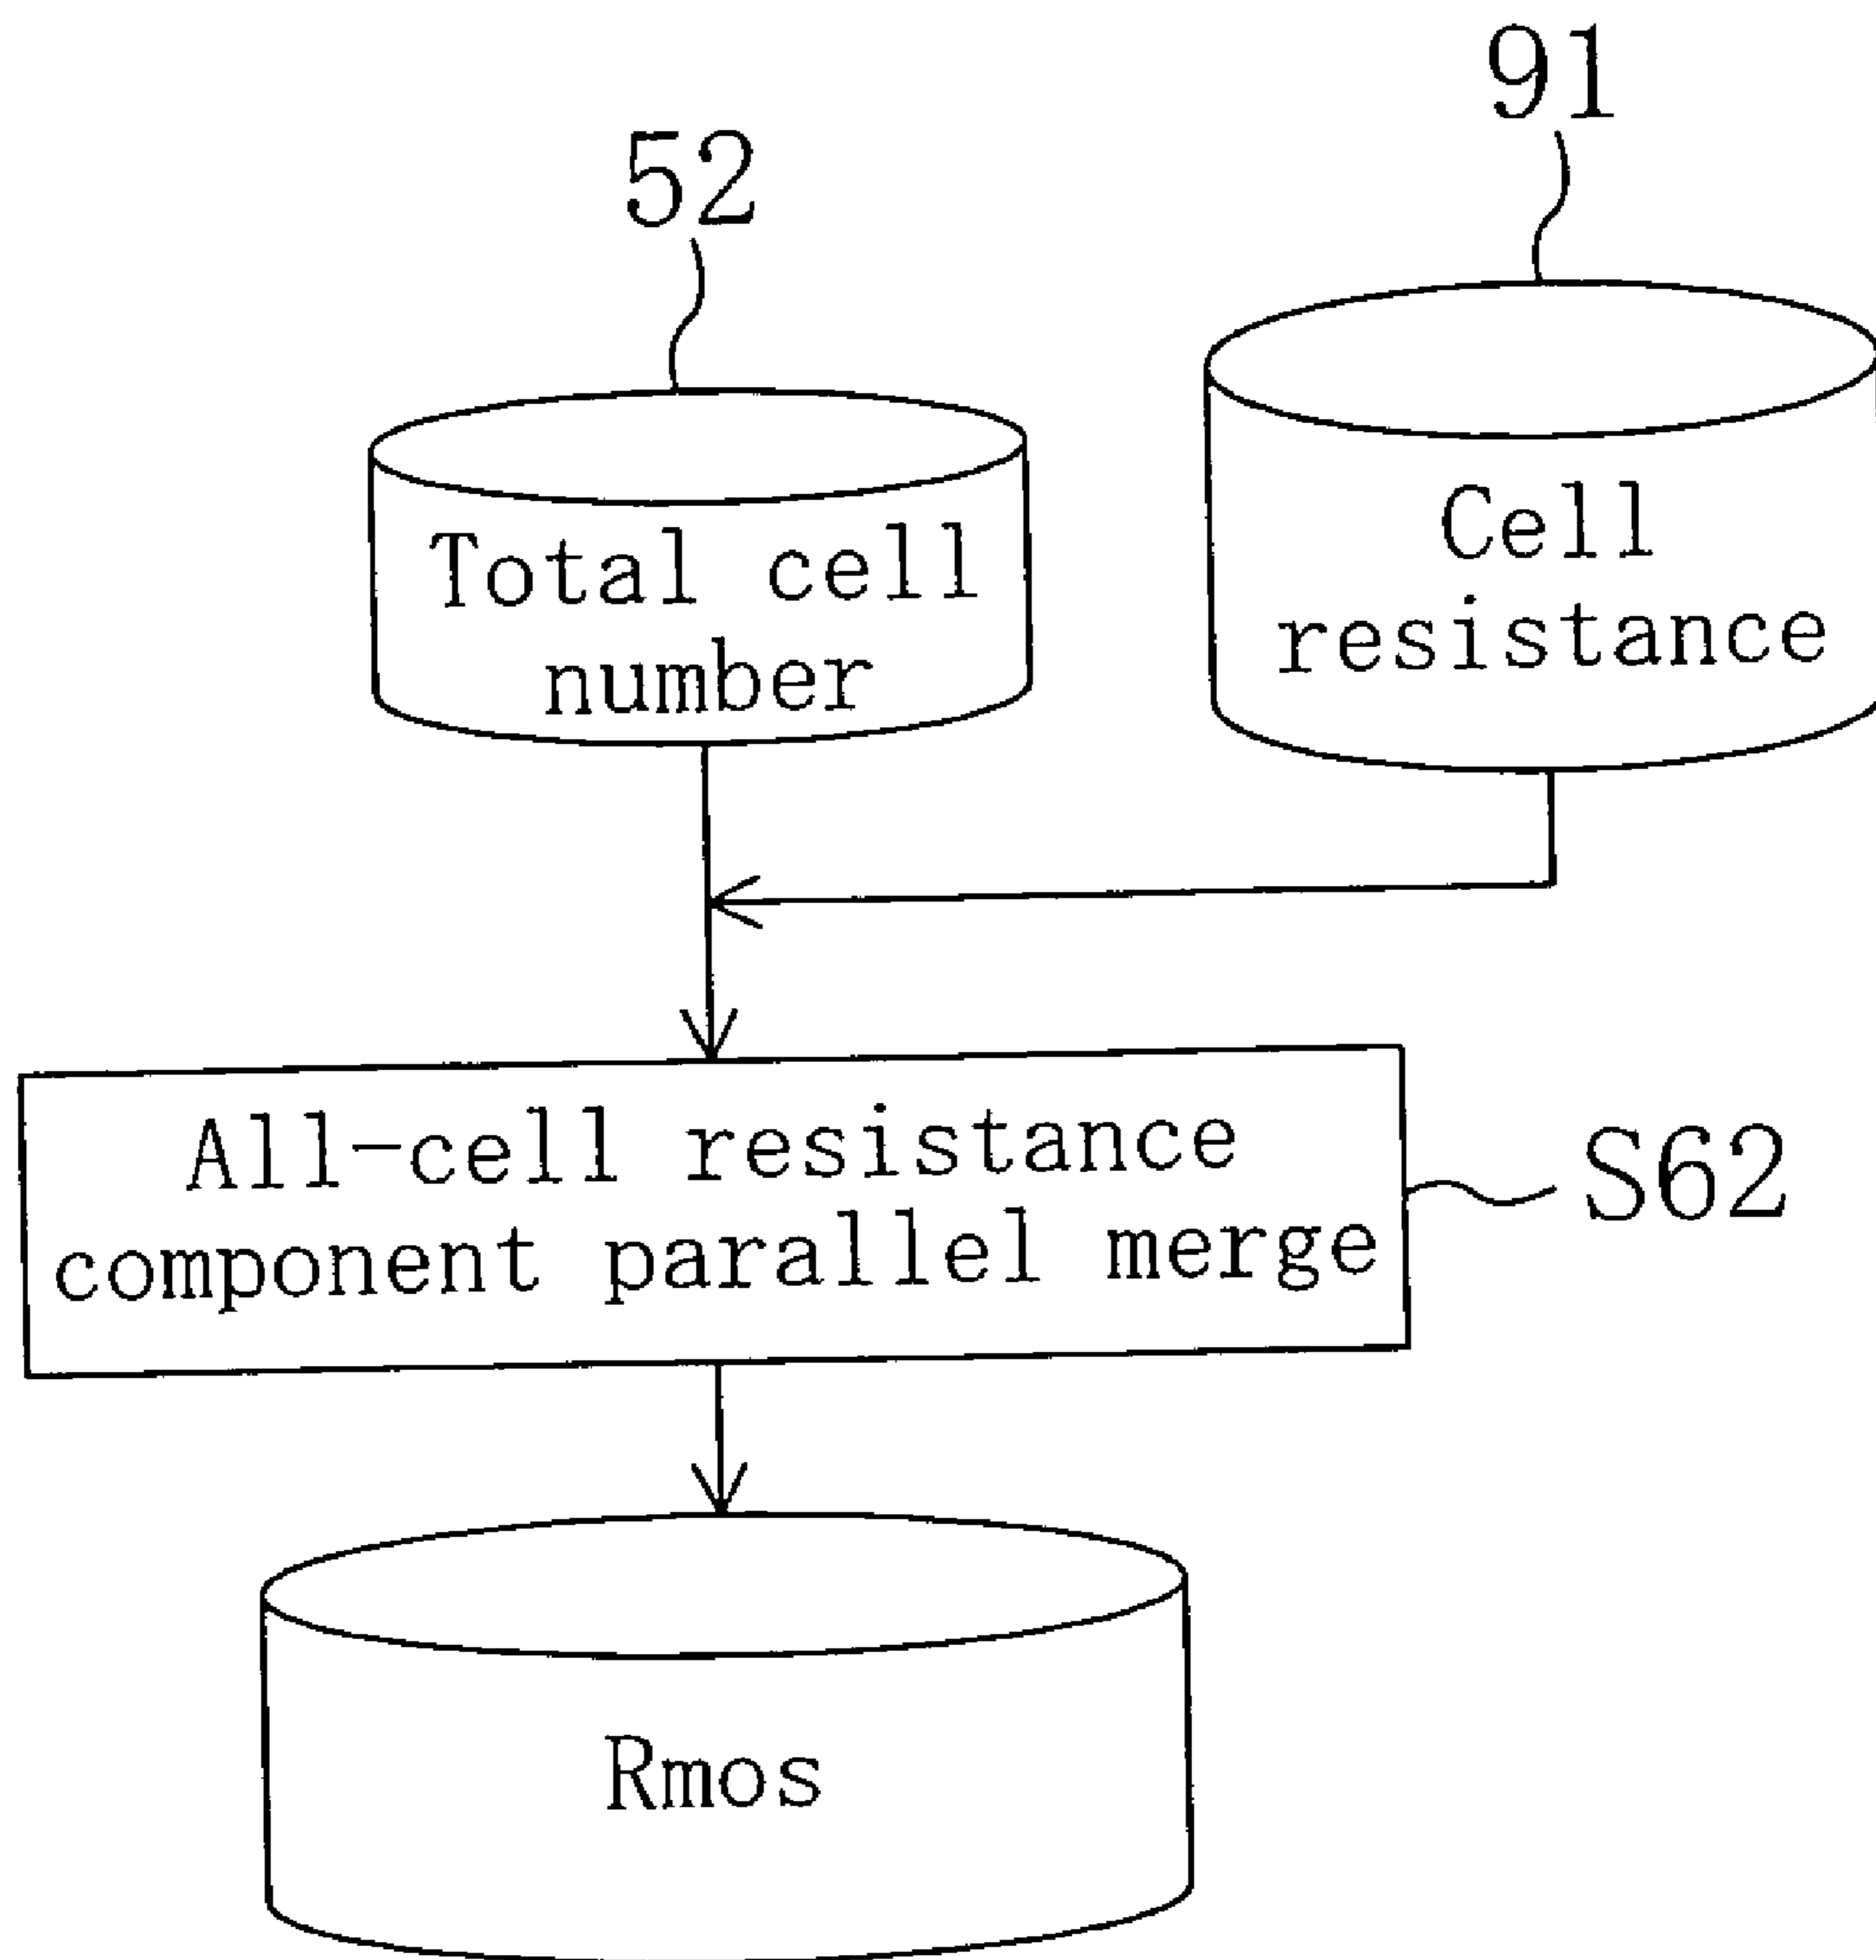 91
52
Total cell
number
Cell
resistance
All-cell resistance
component parallel merge
S62
Rmos